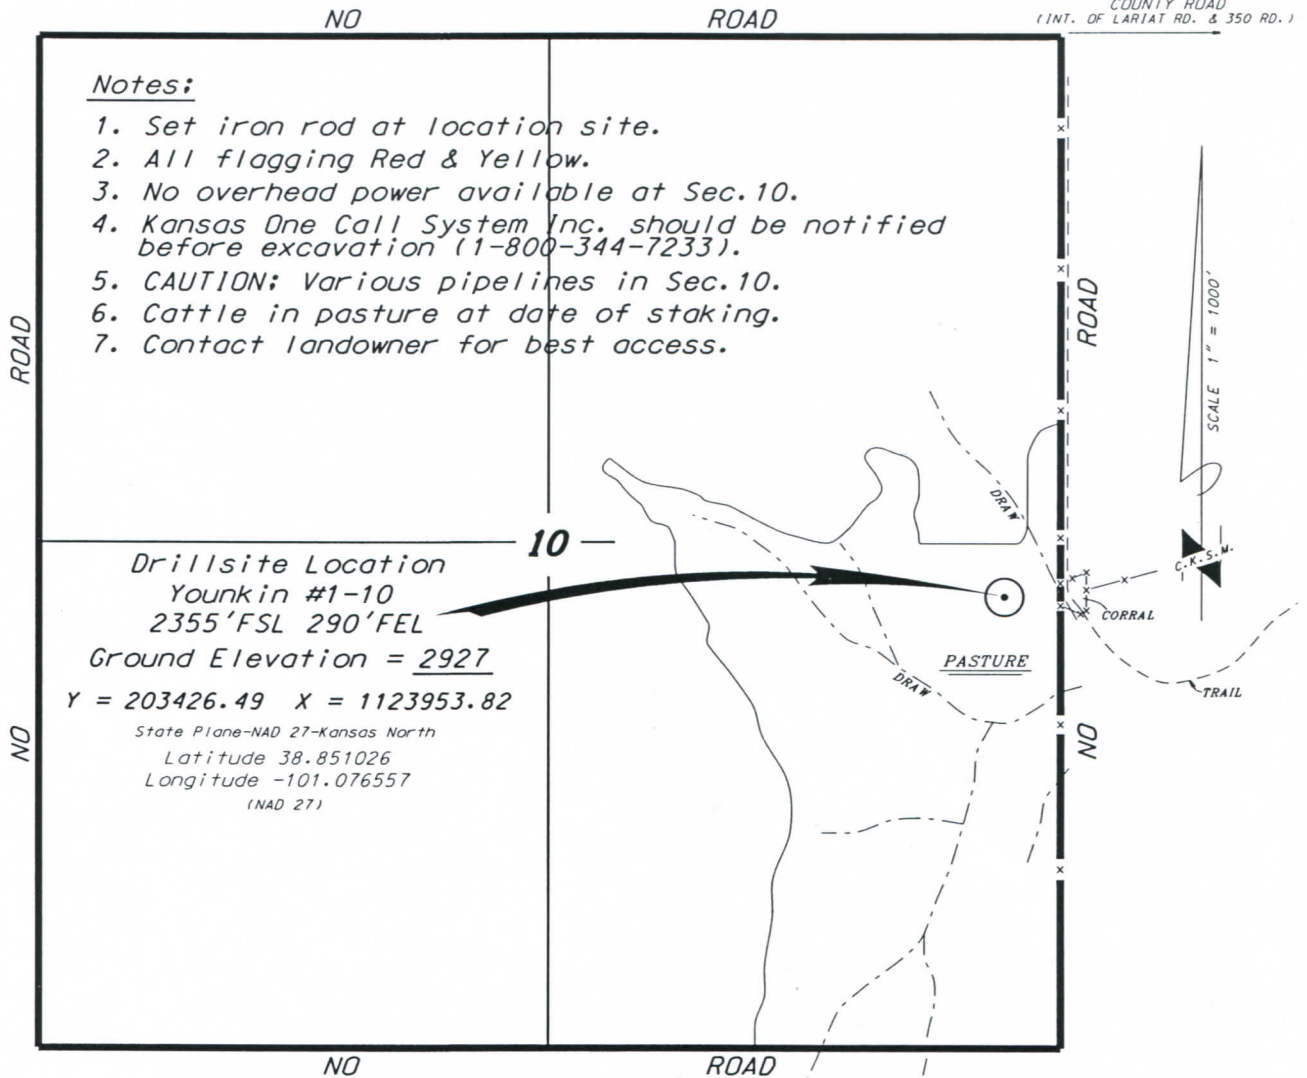 COUNTY ROAD
(INT. OF LARIAT RD. & 350 RD.)
NO ROAD
Notes:
1. Set iron rod at location site.
2. All flagging Red & Yellow.
3. No overhead power available at Sec.10.
4. Kansas One Call System Inc. should be notified
before excavation (1-800-344-7233).
5. CAUTION: Various pipelines in Sec.10.
6. Cattle in pasture at date of staking.
7. Contact landowner for best access.
ROAD
ROAD
SCALE 1" = 1000'
DRAW
10
C.K.S.M.
Drillsite Location
Younkin #1-10
2355'FSL 290'FEL
Ground Elevation = 2927
Y = 203426.49 X = 1123953.82
State Plane-NAD 27-Kansas North
Latitude 38.851026
Longitude -101.076557
(NAD 27)
CORRAL
PASTURE
DRAW
TRAIL
NO
NO
NO ROAD